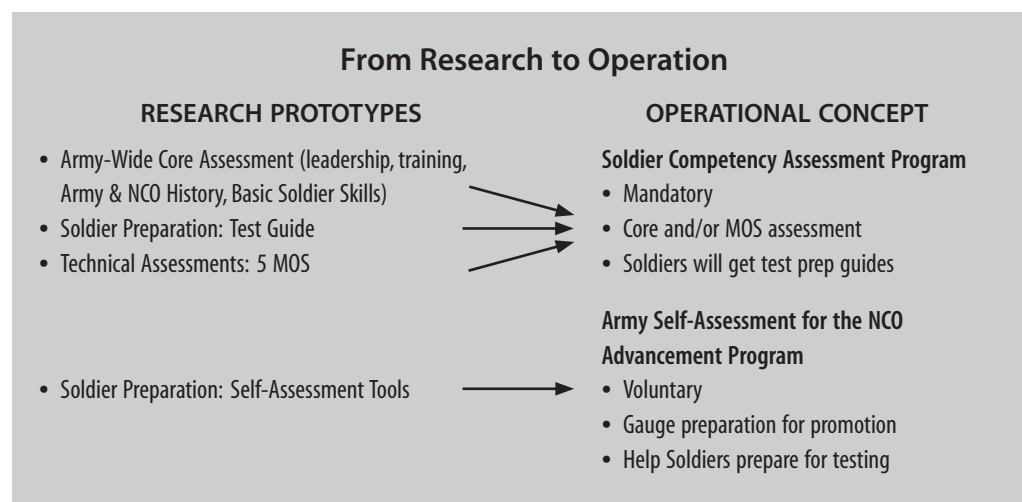 From Research to Operation
RESEARCH PROTOTYPES
• Army-Wide Core Assessment (leadership, training,
Army & NCO History, Basic Soldier Skills)
• Soldier Preparation: Test Guide
• Technical Assessments: 5 MOS
• Soldier Preparation: Self-Assessment Tools
OPERATIONAL CONCEPT
Soldier Competency Assessment Program
• Mandatory
• Core and/or MOS assessment
• Soldiers will get test prep guides
Army Self-Assessment for the NCO
Advancement Program
• Voluntary
• Gauge preparation for promotion
• Help Soldiers prepare for testing